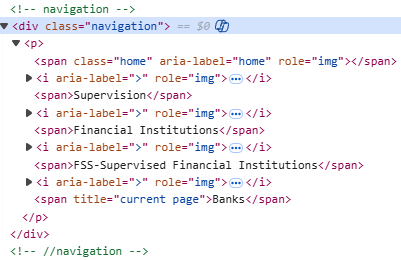 <!-- navigation -->
<div class="navigation"> == $0
<p>
<span class="home" aria-label="home" role="img"></span>
<i aria-label=">" role="img">…</i>
<span>Supervision</span>
<i aria-label=">" role="img">…</i>
<span>Financial Institutions</span>
<i aria-label=">" role="img">…</i>
<span>FSS-Supervised Financial Institutions</span>
<i aria-label=">" role="img">…</i>
<span title="current page">Banks</span>
</p>
</div>
<!-- //navigation -->